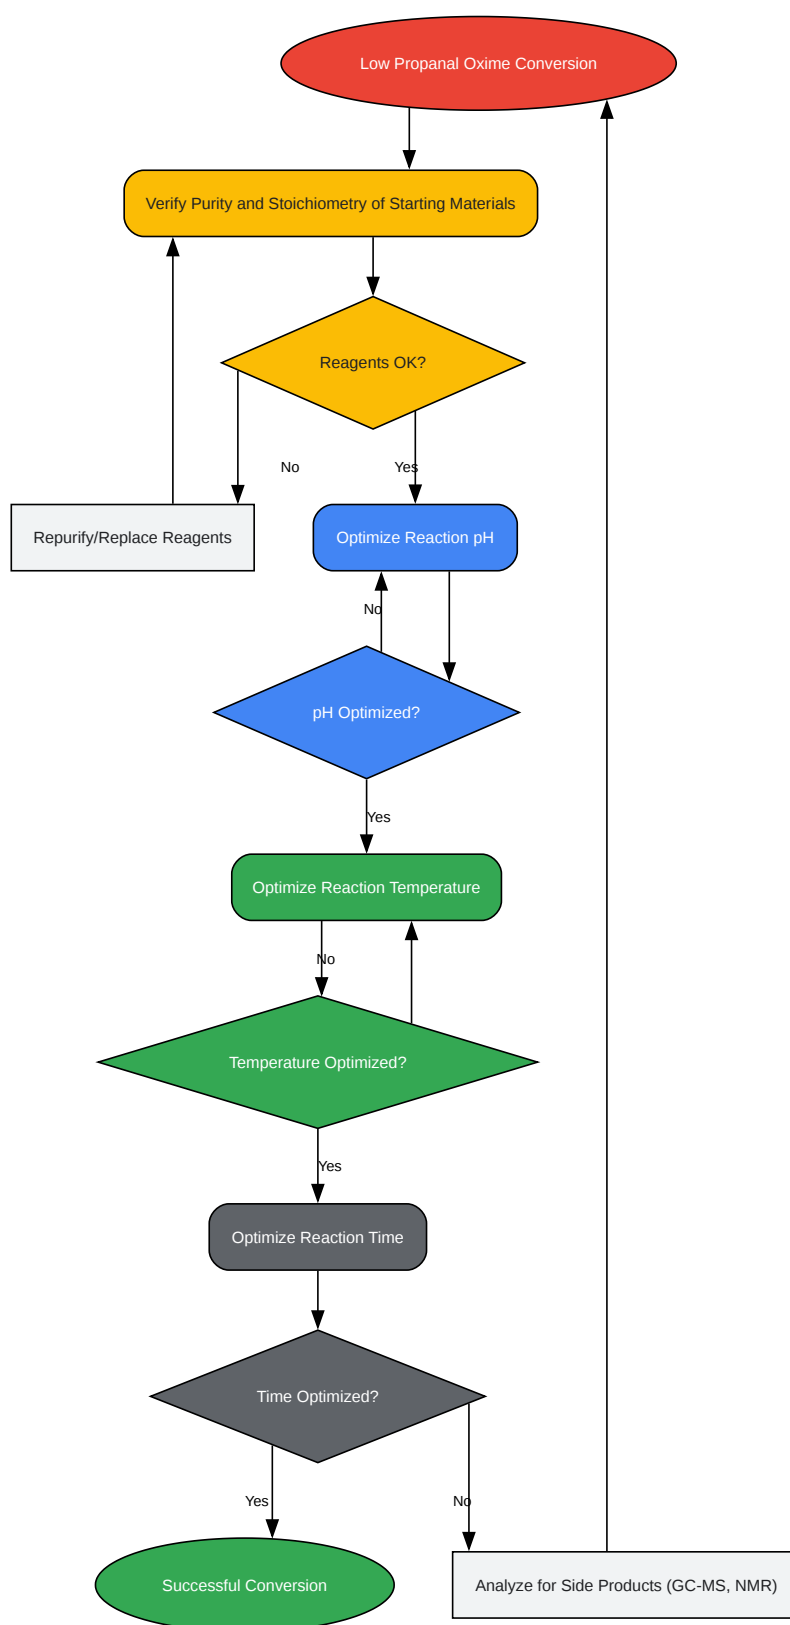 Low Propanal Oxime Conversion
Verify Purity and Stoichiometry of Starting Materials
Reagents OK?
No
Yes
Repurify/Replace Reagents
Optimize Reaction pH
No
pH Optimized?
Yes
Optimize Reaction Temperature
No
Temperature Optimized?
Yes
Optimize Reaction Time
Time Optimized?
Yes
No
Successful Conversion
Analyze for Side Products (GC-MS, NMR)